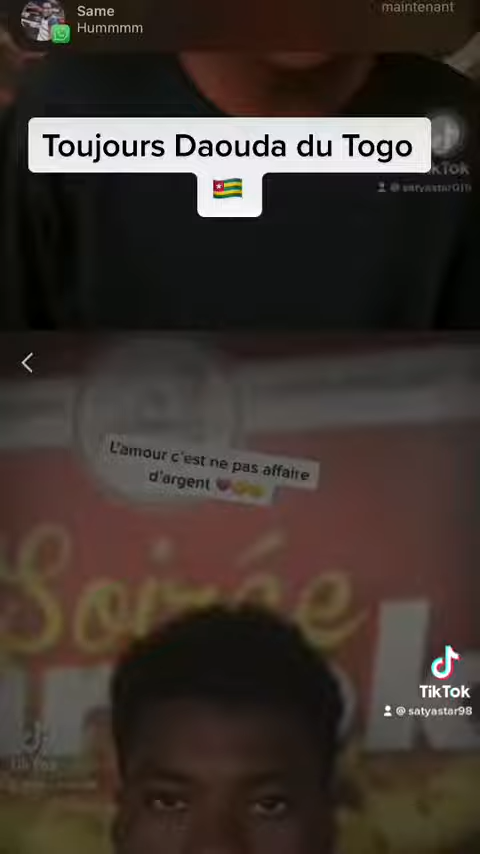 Same
maintenant
Hummmm
Toujours Daouda du Togo
🇹🇬
TikTok
L'amour c'est ne pas affaire
d'argent
Soirée
TikTok
@ satyastar98